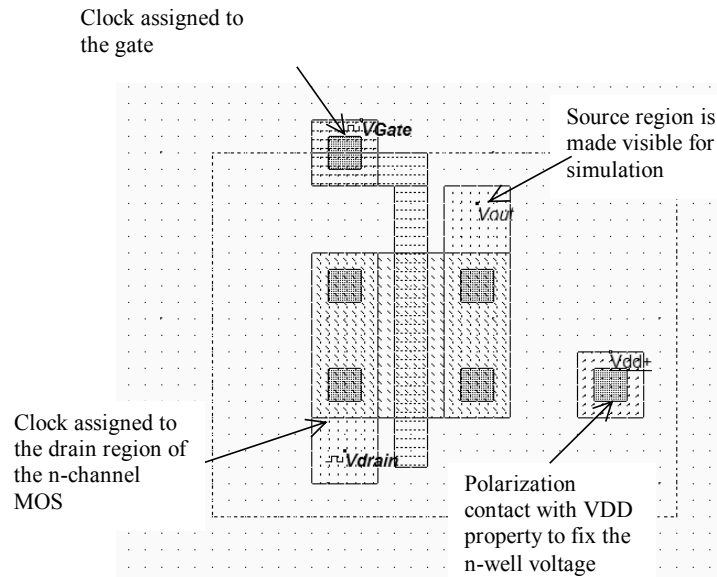 Clock assigned to
the gate
VGate
Source region is
made visible for
simulation
Vout
Vdd+
Clock assigned to
the drain region of
the n-channel
MOS
Vdrain
Polarization
contact with VDD
property to fix the
n-well voltage